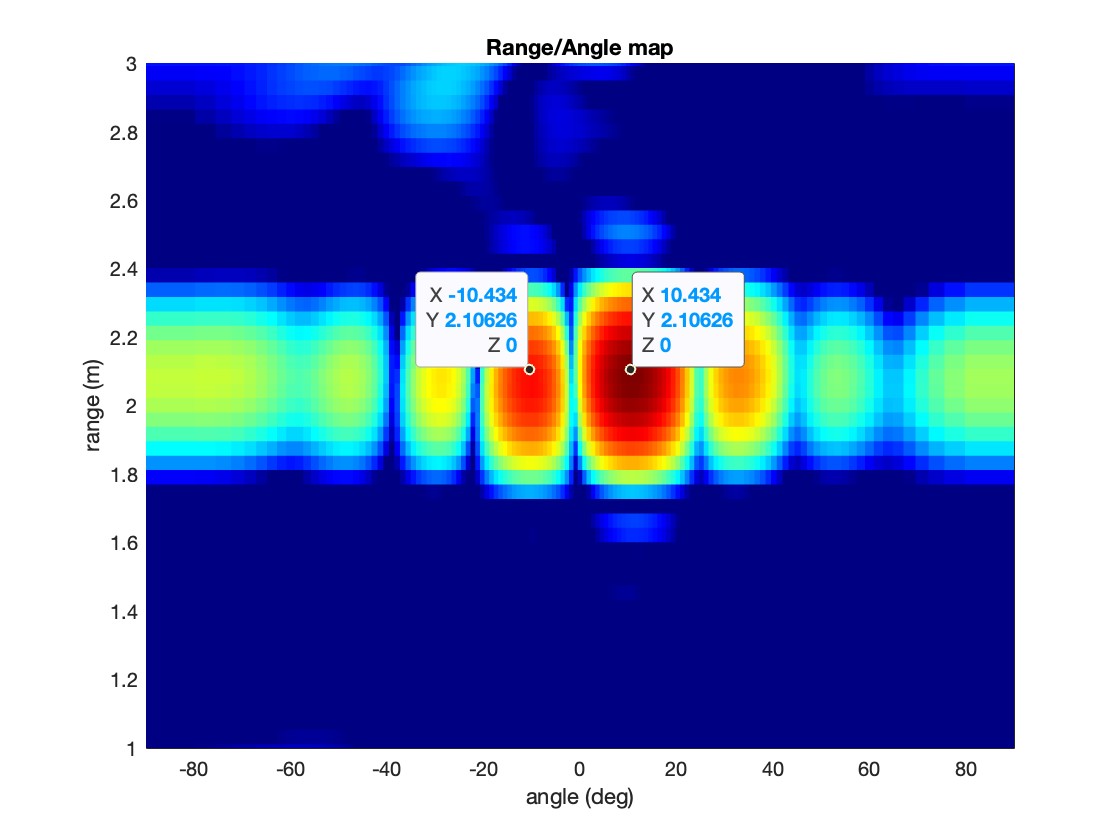 Range/Angle map
3
2.8
2.6
2.4
2.2
2
1.8
1.6
1.4
1.2
1
range (m)
X -10.434
Y 2.10626
Z 0
X 10.434
Y 2.10626
Z 0
-80 -60 -40 -20 0 20 40 60 80
angle (deg)